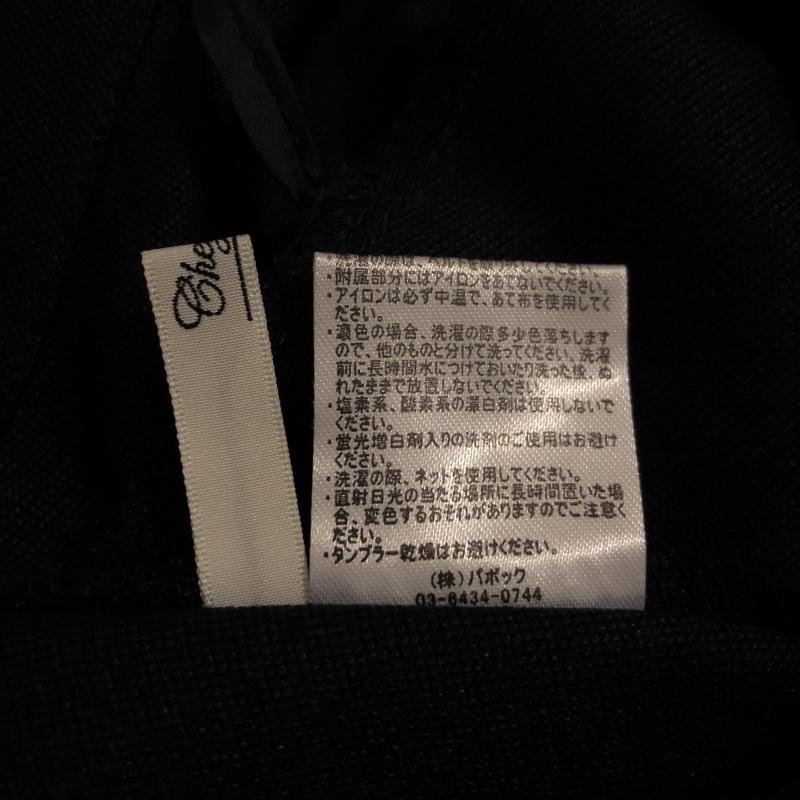 Che
・附属部分にはアイロンをあてないでください。
・アイロンは必ず中温で、あて布を使用してく
ださい。
・濃色の場合、洗濯の際多少色落ちします
ので、他のものと分けて洗ってください。洗濯
前に長時間水につけておいたり洗った後、ぬ
れたままで放置しないでください。
・塩素系、酸素系の漂白剤は使用しないで
ください。
・蛍光増白剤入りの洗剤のご使用はお避け
ください。
・洗濯の際、ネットを使用してください。
・直射日光の当たる場所に長時間置いた場
合、変色するおそれがありますのでご注意く
ださい。
・タンブラー乾燥はお避けください。
(株)パボック
03-6434-0744